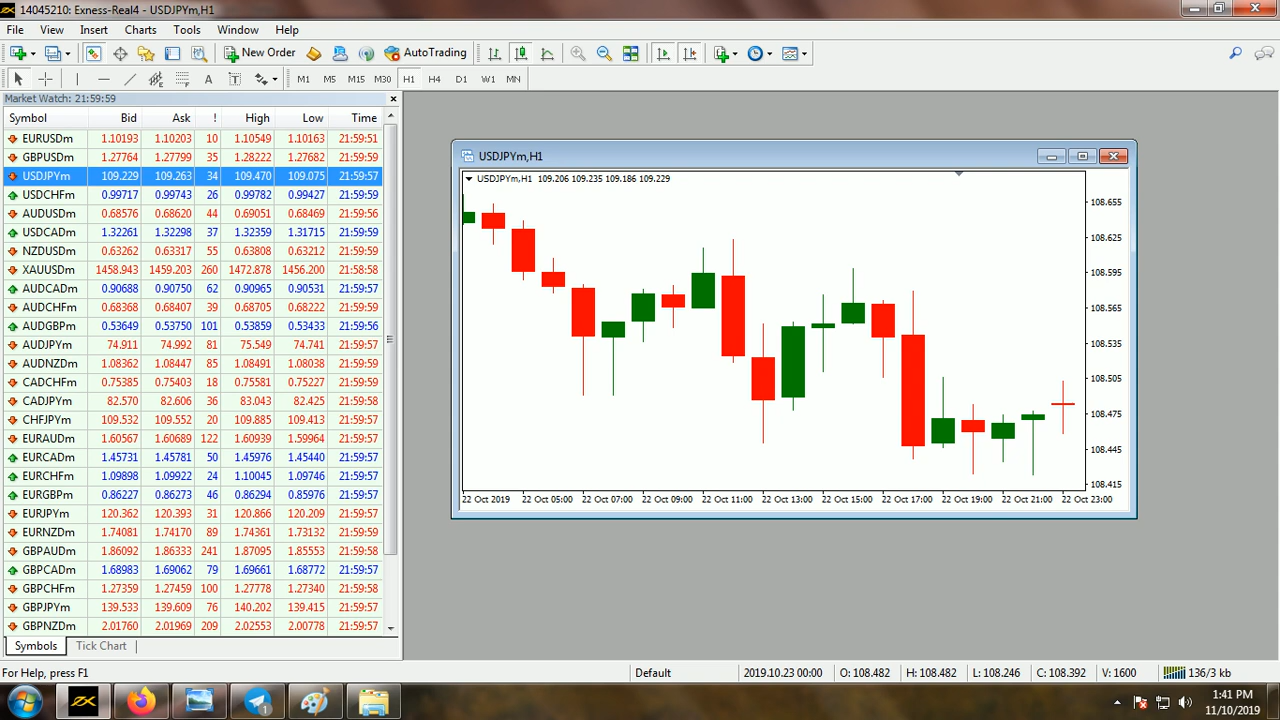 14045210: Exness-Real4 - USDJPYm,H1
File View Insert Charts Tools Window Help
New Order AutoTrading
A T M1 M5 M15 M30 H1 H4 D1 W1 MN
Market Watch: 21:59:59
Symbol Bid Ask ! High Low Time
EURUSDm 1.10193 1.10203 10 1.10549 1.10163 21:59:51
GBPUSDm 1.27764 1.27799 35 1.28222 1.27682 21:59:59
USDJPYm 109.229 109.263 34 109.470 109.075 21:59:57
USDCHFm 0.99717 0.99743 26 0.99782 0.99427 21:59:59
AUDUSDm 0.68576 0.68620 44 0.69051 0.68469 21:59:56
USDCADm 1.32261 1.32298 37 1.32359 1.31715 21:59:59
NZDUSDm 0.63262 0.63317 55 0.63808 0.63212 21:59:57
XAUUSDm 1458.943 1459.203 260 1472.878 1456.200 21:58:58
AUDCADm 0.90688 0.90750 62 0.90965 0.90531 21:59:57
AUDCHFm 0.68368 0.68407 39 0.68705 0.68222 21:59:59
AUDGBPm 0.53649 0.53750 101 0.53859 0.53433 21:59:56
AUDJPYm 74.911 74.992 81 75.549 74.741 21:59:57
AUDNZDm 1.08362 1.08447 85 1.08491 1.08038 21:59:59
CADCHFm 0.75385 0.75403 18 0.75581 0.75227 21:59:59
CADJPYm 82.570 82.606 36 83.043 82.425 21:59:58
CHFJPYm 109.532 109.552 20 109.885 109.413 21:59:57
EURAUDm 1.60567 1.60689 122 1.60939 1.59964 21:59:57
EURCADm 1.45731 1.45781 50 1.45976 1.45440 21:59:57
EURCHFm 1.09898 1.09922 24 1.10045 1.09746 21:59:57
EURGBPm 0.86227 0.86273 46 0.86294 0.85976 21:59:57
EURJPYm 120.362 120.393 31 120.866 120.209 21:59:57
EURNZDm 1.74081 1.74170 89 1.74361 1.73132 21:59:57
GBPAUDm 1.86092 1.86333 241 1.87095 1.85553 21:59:58
GBPCADm 1.68983 1.69062 79 1.69661 1.68772 21:59:57
GBPCHFm 1.27359 1.27459 100 1.27778 1.27340 21:59:58
GBPJPYm 139.533 139.609 76 140.202 139.415 21:59:57
GBPNZDm 2.01760 2.01969 209 2.02553 2.00778 21:59:57
Symbols Tick Chart
USDJPYm,H1
USDJPYm,H1 109.206 109.235 109.186 109.229
108.655
108.625
108.595
108.565
108.535
108.505
108.475
108.445
108.415
22 Oct 2019 22 Oct 05:00 22 Oct 07:00 22 Oct 09:00 22 Oct 11:00 22 Oct 13:00 22 Oct 15:00 22 Oct 17:00 22 Oct 19:00 22 Oct 21:00 22 Oct 23:00
For Help, press F1 Default 2019.10.23 00:00 O: 108.482 H: 108.482 L: 108.246 C: 108.392 V: 1600 136/3 kb
1:41 PM
11/10/2019